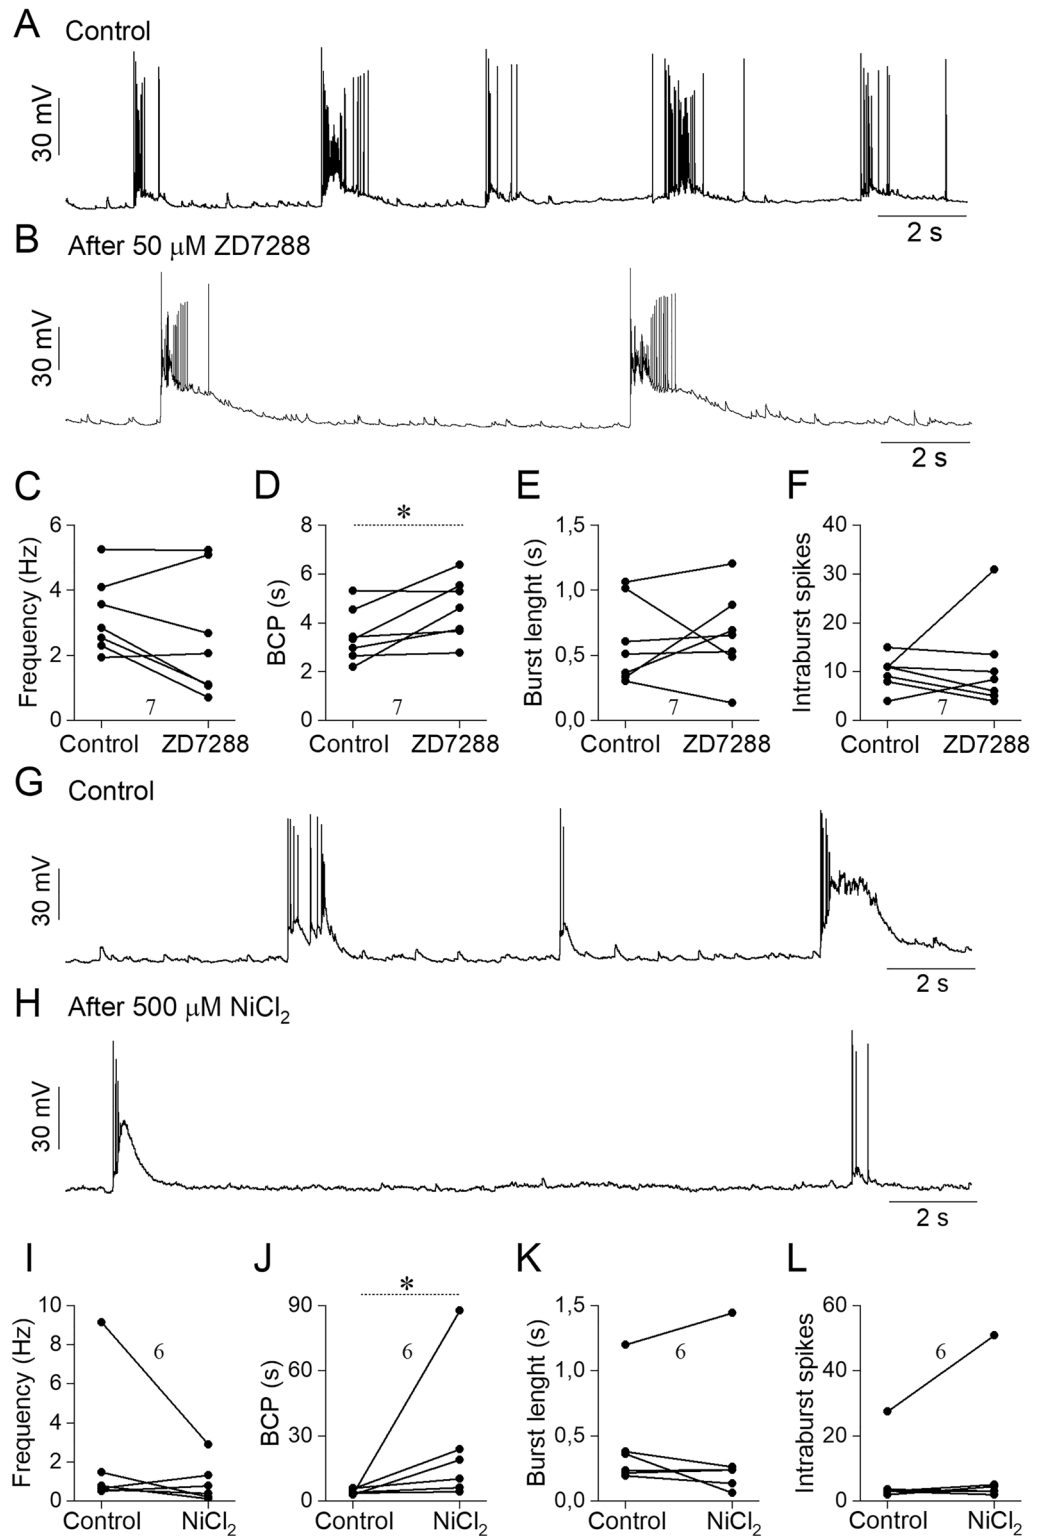 A
Control
30 mV
2 s
B
After 50 μM ZD7288
30 mV
2 s
C
D
E
F
Frequency (Hz)
6
4
2
0
7
Control
ZD7288
BCP (s)
8
6
4
2
0
*
7
Control
ZD7288
Burst lenght (s)
1,5
1,0
0,5
0,0
7
Control
ZD7288
Intraburst spikes
40
30
20
10
0
7
Control
ZD7288
G
Control
30 mV
2 s
H
After 500 μM NiCl2
30 mV
2 s
I
J
K
L
Frequency (Hz)
10
8
6
4
2
0
6
Control
NiCl2
BCP (s)
90
60
30
0
*
6
Control
NiCl2
Burst lenght (s)
1,5
1,0
0,5
0,0
6
Control
NiCl2
Intraburst spikes
60
40
20
0
6
Control
NiCl2